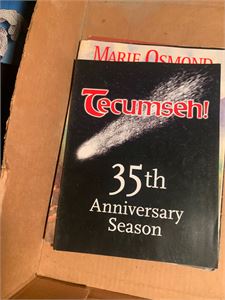 MARIE OSMOND
Tecumseh!
35th
Anniversary
Season